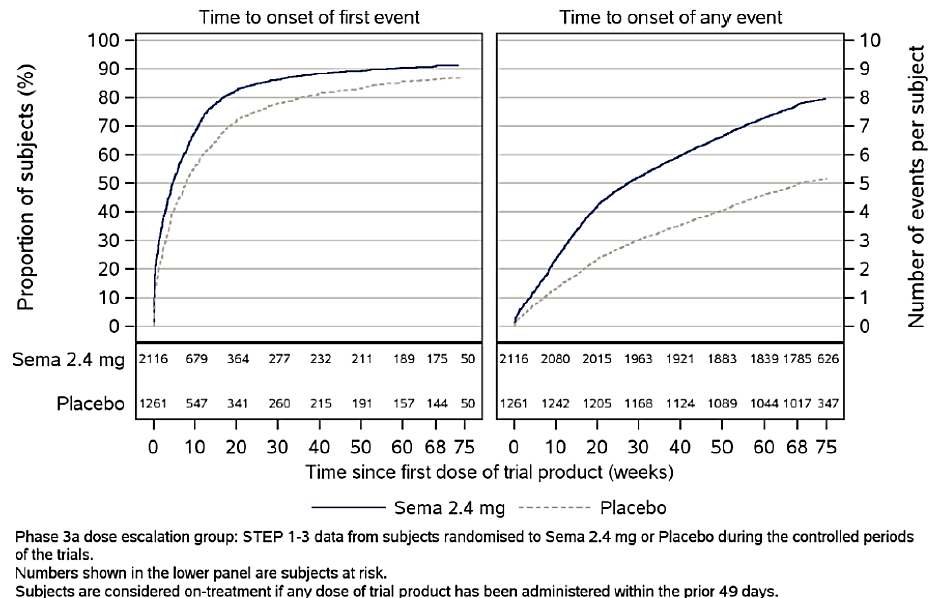 Time to onset of first event
Time to onset of any event
Proportion of subjects (%)
100
90
80
70
60
50
40
30
20
10
0
10
9
8
7
6
5
4
3
2
1
0
Number of events per subject
Sema 2.4 mg 2116 679 364 277 232 211 189 175 50 2116 2080 2015 1963 1921 1883 1839 1785 626
Placebo 1261 547 341 260 215 191 157 144 50 1261 1242 1205 1168 1124 1089 1044 1017 347
0 10 20 30 40 50 60 68 75 0 10 20 30 40 50 60 68 75
Time since first dose of trial product (weeks)
Sema 2.4 mg Placebo
Phase 3a dose escalation group: STEP 1-3 data from subjects randomised to Sema 2.4 mg or Placebo during the controlled periods
of the trials.
Numbers shown in the lower panel are subjects at risk.
Subjects are considered on-treatment if any dose of trial product has been administered within the prior 49 days.